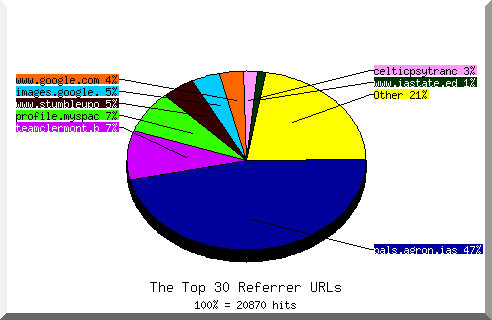 www.google.com 4%
images.google. 5%
www.stumbleupo 5%
profile.myspac 7%
teamclermont.b 7%
celticpsytranc 3%
www.iastate.ed 1%
Other 21%
pals.agron.ias 47%
The Top 30 Referrer URLs
100% = 20870 hits